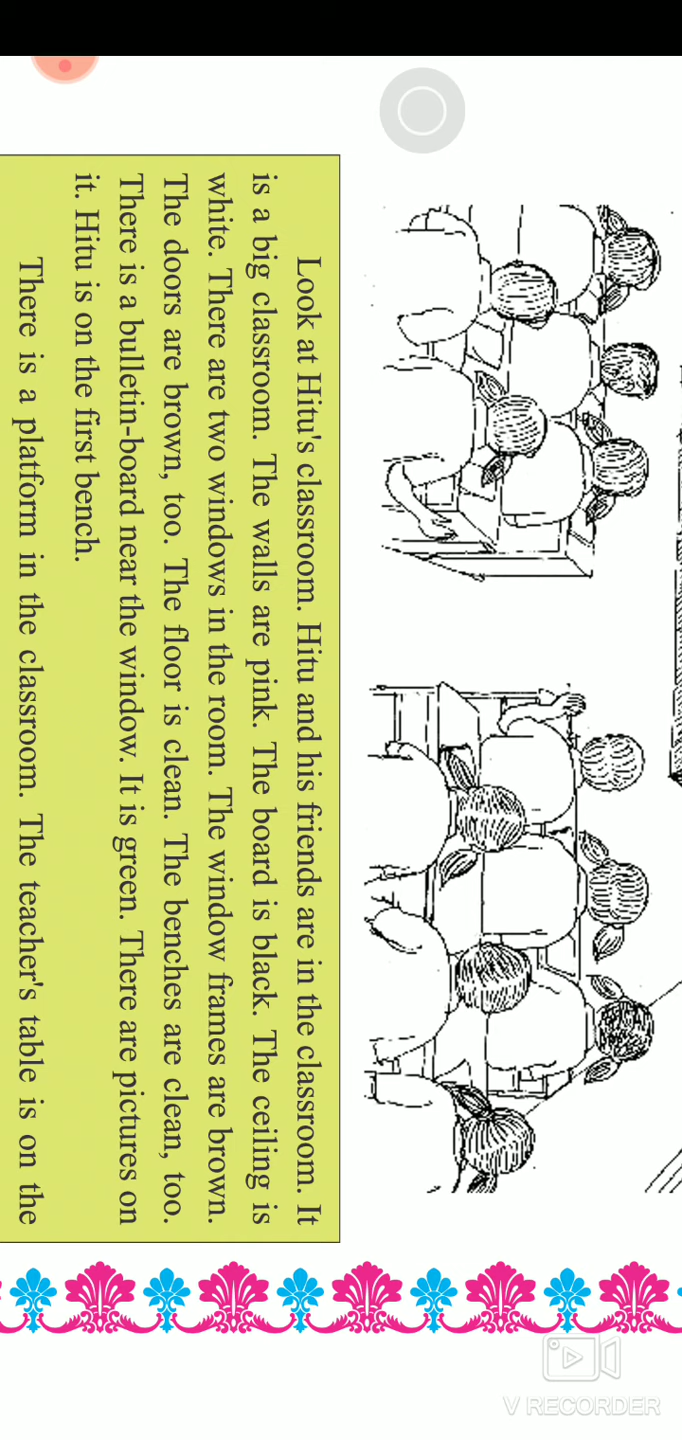 Look at Hitu's classroom. Hitu and his friends are in the classroom. It
is a big classroom. The walls are pink. The board is black. The ceiling is
white. There are two windows in the room. The window frames are brown.
The doors are brown, too. The floor is clean. The benches are clean, too.
There is a bulletin-board near the window. It is green. There are pictures on
it. Hitu is on the first bench.
There is a platform in the classroom. The teacher's table is on the
V RECORDER